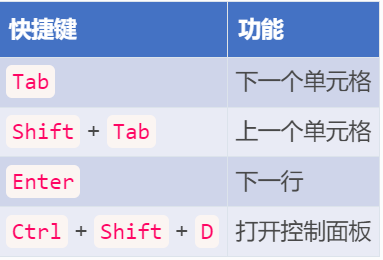 快捷键 功能
Tab 下一个单元格
Shift + Tab 上一个单元格
Enter 下一行
Ctrl + Shift + D 打开控制面板